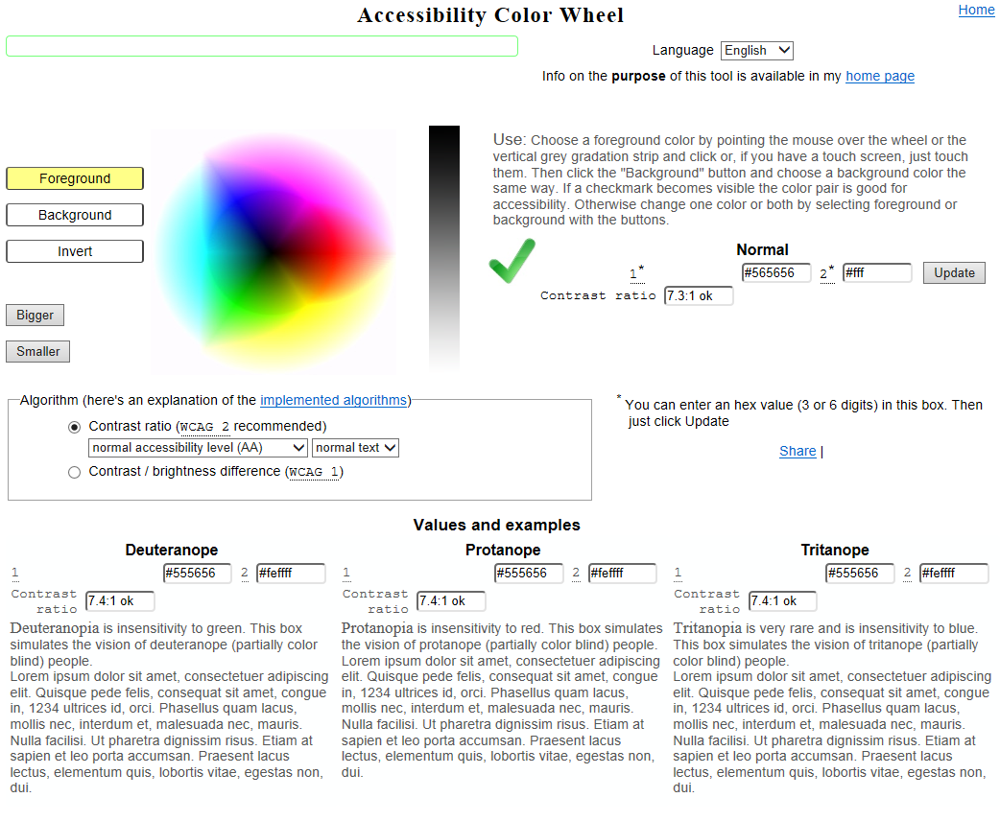 Accessibility Color Wheel
Home
Language English
Info on the purpose of this tool is available in my home page
Foreground
Background
Invert
Bigger
Smaller
Use: Choose a foreground color by pointing the mouse over the wheel or the
vertical grey gradation strip and click or, if you have a touch screen, just touch
them. Then click the "Background" button and choose a background color the
same way. If a checkmark becomes visible the color pair is good for
accessibility. Otherwise change one color or both by selecting foreground or
background with the buttons.
Normal
1* #565656 2* #fff Update
Contrast ratio 7.3:1 ok
Algorithm (here's an explanation of the implemented algorithms)
Contrast ratio (WCAG 2 recommended)
normal accessibility level (AA) normal text
Contrast / brightness difference (WCAG 1)
* You can enter an hex value (3 or 6 digits) in this box. Then
just click Update
Share |
Values and examples
Deuteranope
1 #555656 2 #feffff
Contrast
ratio 7.4:1 ok
Deuteranopia is insensitivity to green. This box
simulates the vision of deuteranope (partially color
blind) people.
Lorem ipsum dolor sit amet, consectetuer adipiscing
elit. Quisque pede felis, consequat sit amet, congue
in, 1234 ultrices id, orci. Phasellus quam lacus,
mollis nec, interdum et, malesuada nec, mauris.
Nulla facilisi. Ut pharetra dignissim risus. Etiam at
sapien et leo porta accumsan. Praesent lacus
lectus, elementum quis, lobortis vitae, egestas non,
dui.
Protanope
1 #555656 2 #feffff
Contrast
ratio 7.4:1 ok
Protanopia is insensitivity to red. This box simulates
the vision of protanope (partially color blind) people.
Lorem ipsum dolor sit amet, consectetuer adipiscing
elit. Quisque pede felis, consequat sit amet, congue
in, 1234 ultrices id, orci. Phasellus quam lacus,
mollis nec, interdum et, malesuada nec, mauris.
Nulla facilisi. Ut pharetra dignissim risus. Etiam at
sapien et leo porta accumsan. Praesent lacus
lectus, elementum quis, lobortis vitae, egestas non,
dui.
Tritanope
1 #555656 2 #feffff
Contrast
ratio 7.4:1 ok
Tritanopia is very rare and is insensitivity to blue.
This box simulates the vision of tritanope (partially
color blind) people.
Lorem ipsum dolor sit amet, consectetuer adipiscing
elit. Quisque pede felis, consequat sit amet, congue
in, 1234 ultrices id, orci. Phasellus quam lacus,
mollis nec, interdum et, malesuada nec, mauris.
Nulla facilisi. Ut pharetra dignissim risus. Etiam at
sapien et leo porta accumsan. Praesent lacus
lectus, elementum quis, lobortis vitae, egestas non,
dui.